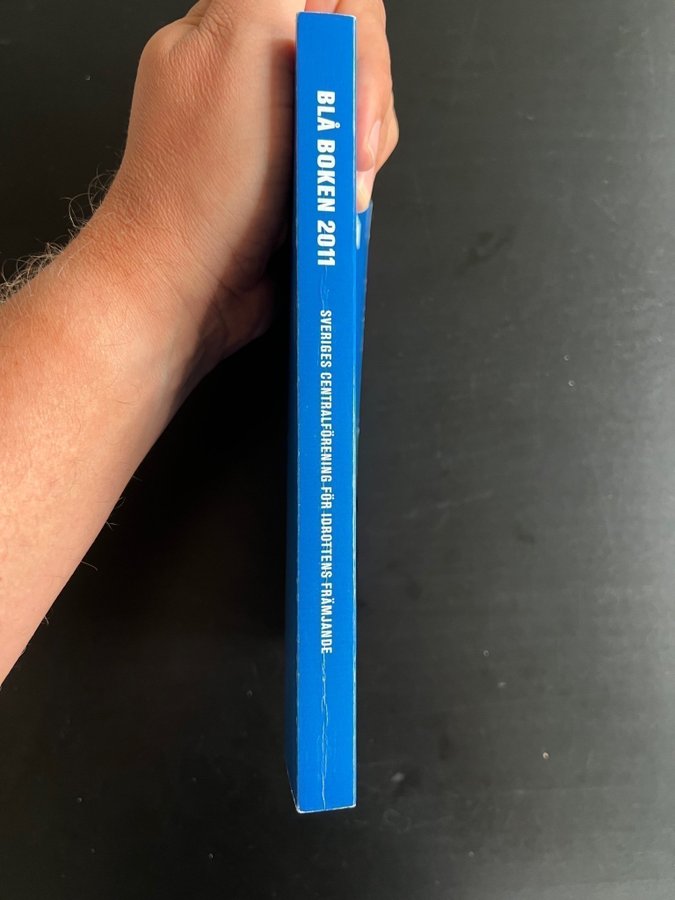 BLÅ BOKEN 2011
SVERIGES CENTRALFÖRENING FÖR IDROTTENS FRÄMJANDE